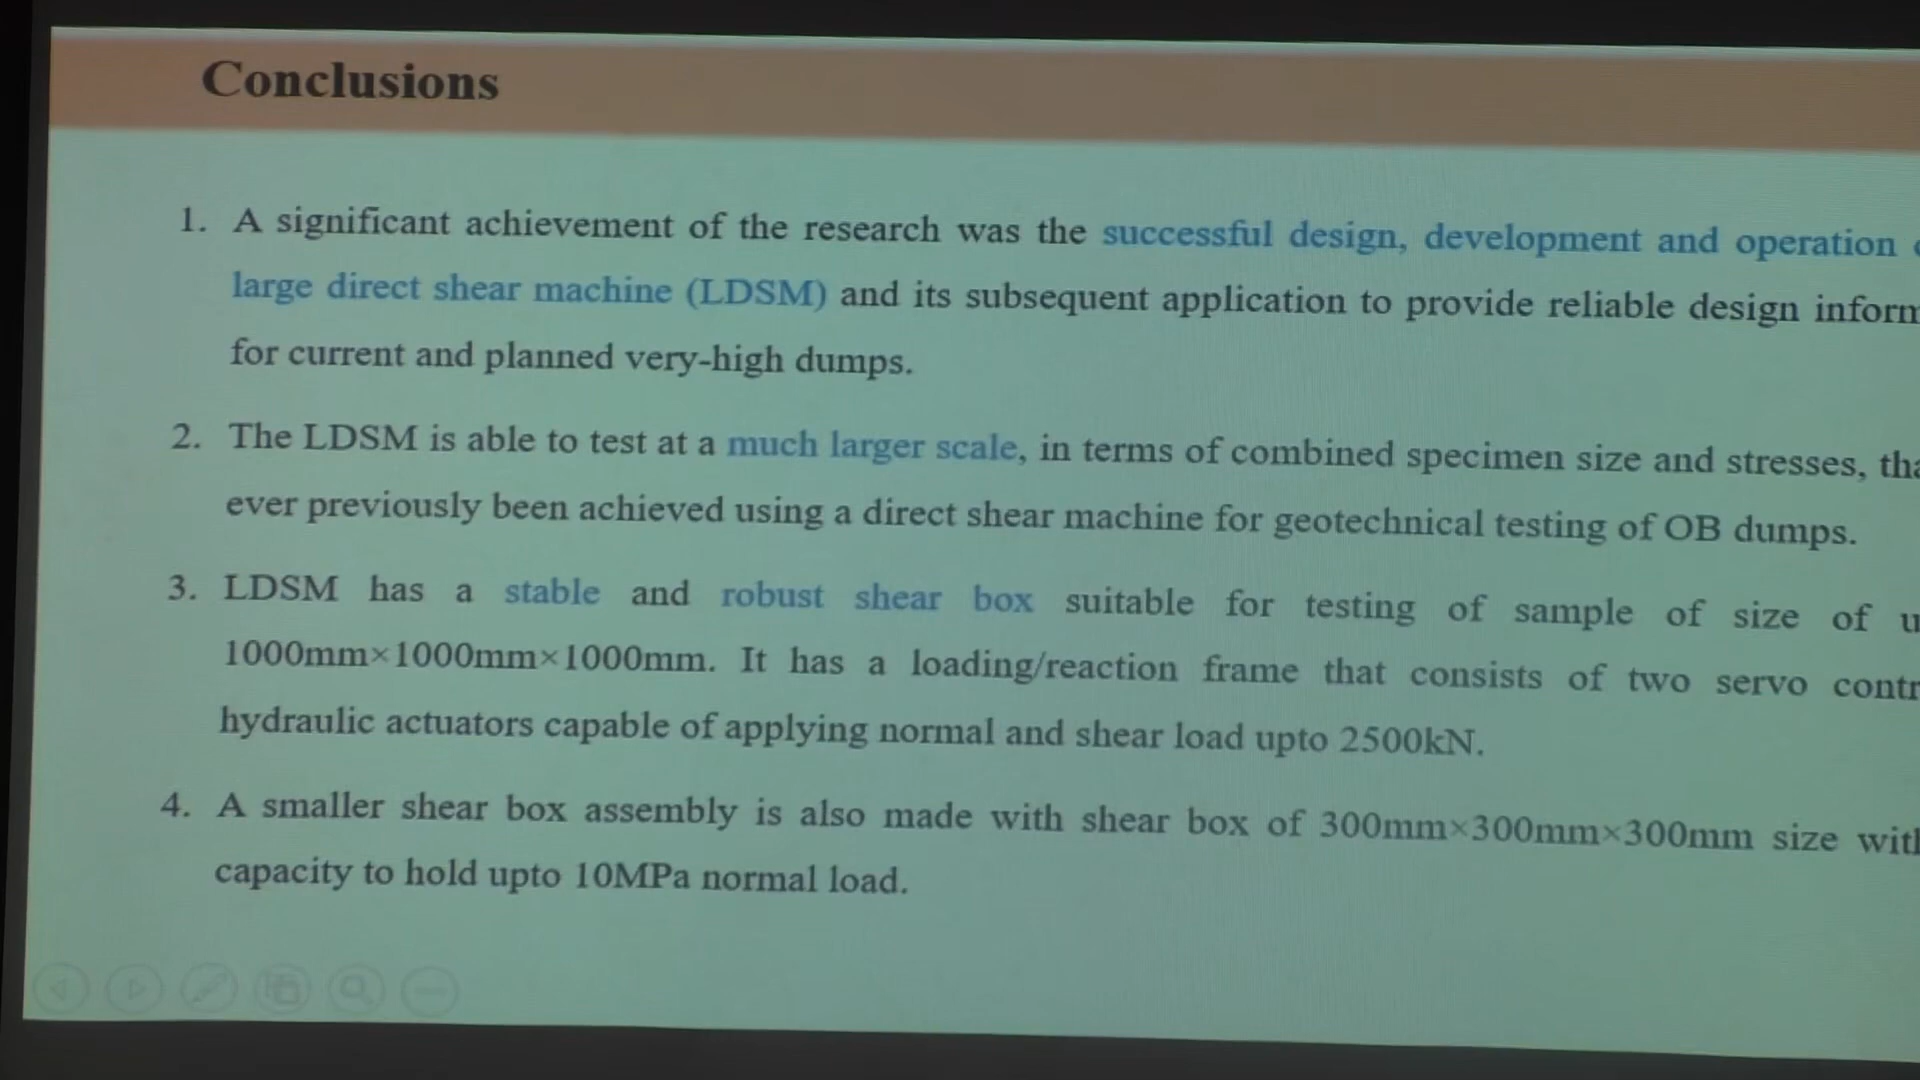 Conclusions
1. A significant achievement of the research was the successful design, development and operation
large direct shear machine (LDSM) and its subsequent application to provide reliable design
for current and planned very-high dumps.
2. The LDSM is able to test at a much larger scale, in terms of combined specimen size and stresses,
ever previously been achieved using a direct shear machine for geotechnical testing of OB dumps.
3. LDSM has a stable and robust shear box suitable for testing of sample of size of
1000mm×1000mm×1000mm. It has a loading/reaction frame that consists of two servo
hydraulic actuators capable of applying normal and shear load upto 2500kN.
4. A smaller shear box assembly is also made with shear box of 300mm×300mm×300mm size
capacity to hold upto 10MPa normal load.